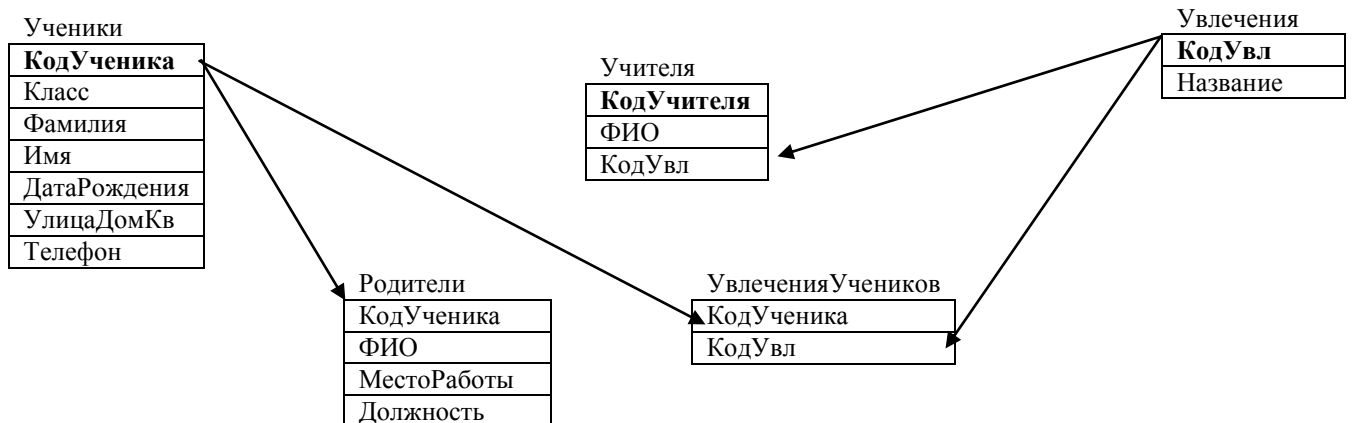 Ученики
КодУченика
Класс
Фамилия
Имя
ДатаРождения
УлицаДомКв
Телефон
Учителя
КодУчителя
ФИО
КодУвл
Увлечения
КодУвл
Название
Родители
КодУченика
ФИО
МестоРаботы
Должность
УвлеченияУчеников
КодУченика
КодУвл